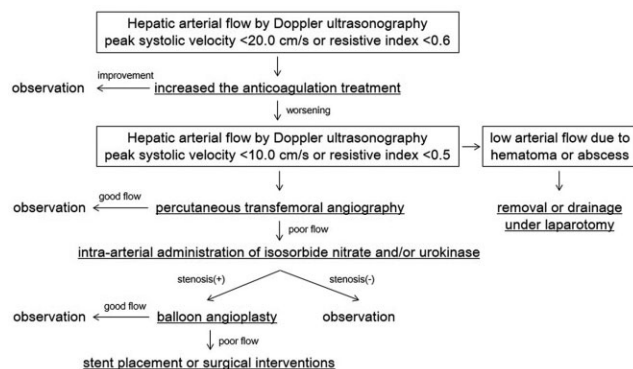 Hepatic arterial flow by Doppler ultrasonography
peak systolic velocity <20.0 cm/s or resistive index <0.6
improvement
observation
increased the anticoagulation treatment
worsening
Hepatic arterial flow by Doppler ultrasonography
peak systolic velocity <10.0 cm/s or resistive index <0.5
low arterial flow due to
hematoma or abscess
good flow
observation
percutaneous transfemoral angiography
removal or drainage
under laparotomy
poor flow
intra-arterial administration of isosorbide nitrate and/or urokinase
stenosis(+)
stenosis(-)
good flow
observation
balloon angioplasty
observation
poor flow
stent placement or surgical interventions